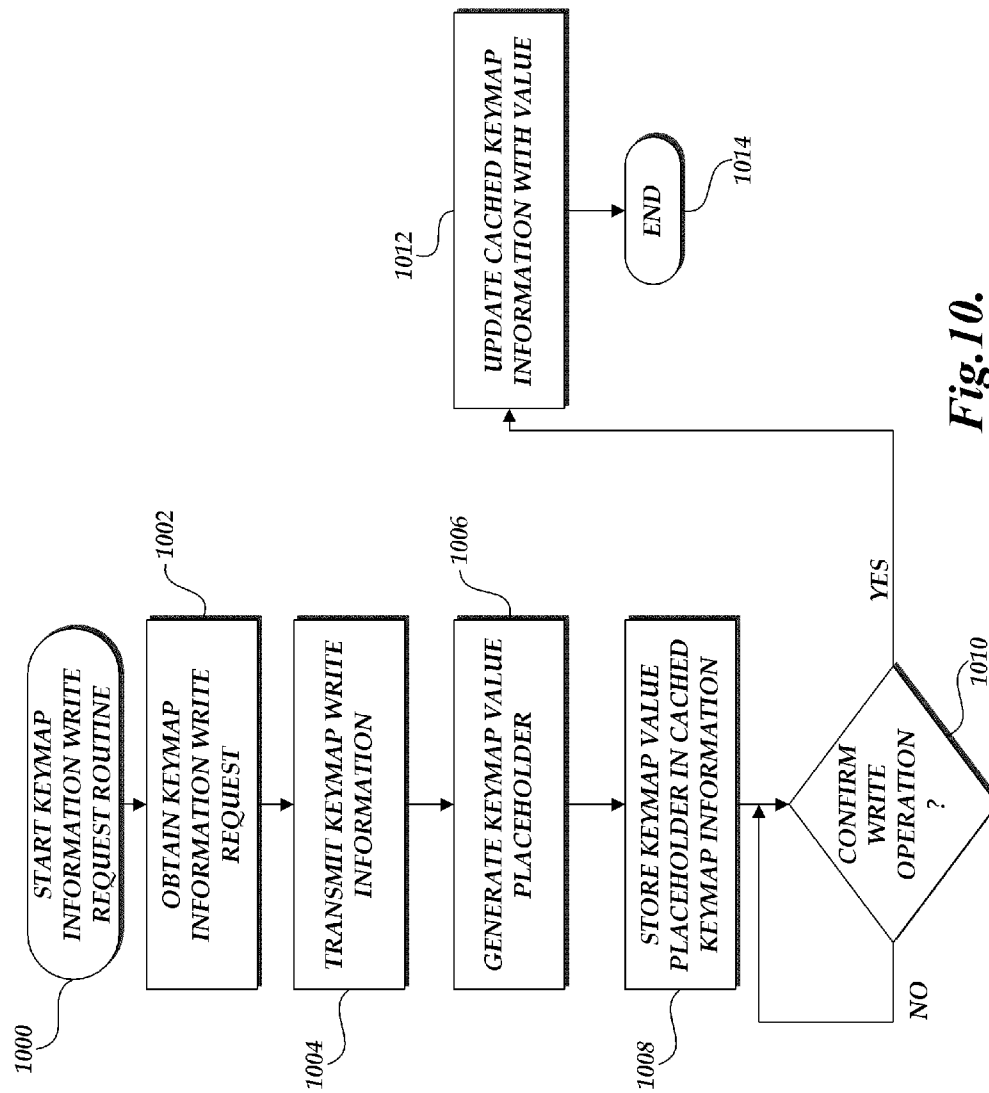 1000
START KEYMAP
INFORMATION WRITE
REQUEST ROUTINE
1002
OBTAIN KEYMAP
INFORMATION WRITE
REQUEST
1004
TRANSMIT KEYMAP WRITE
INFORMATION
1006
GENERATE KEYMAP VALUE
PLACEHOLDER
1008
STORE KEYMAP VALUE
PLACEHOLDER IN CACHED
KEYMAP INFORMATION
1010
CONFIRM
WRITE
OPERATION
?
NO
YES
1012
UPDATE CACHED KEYMAP
INFORMATION WITH VALUE
END
1014
Fig.10.